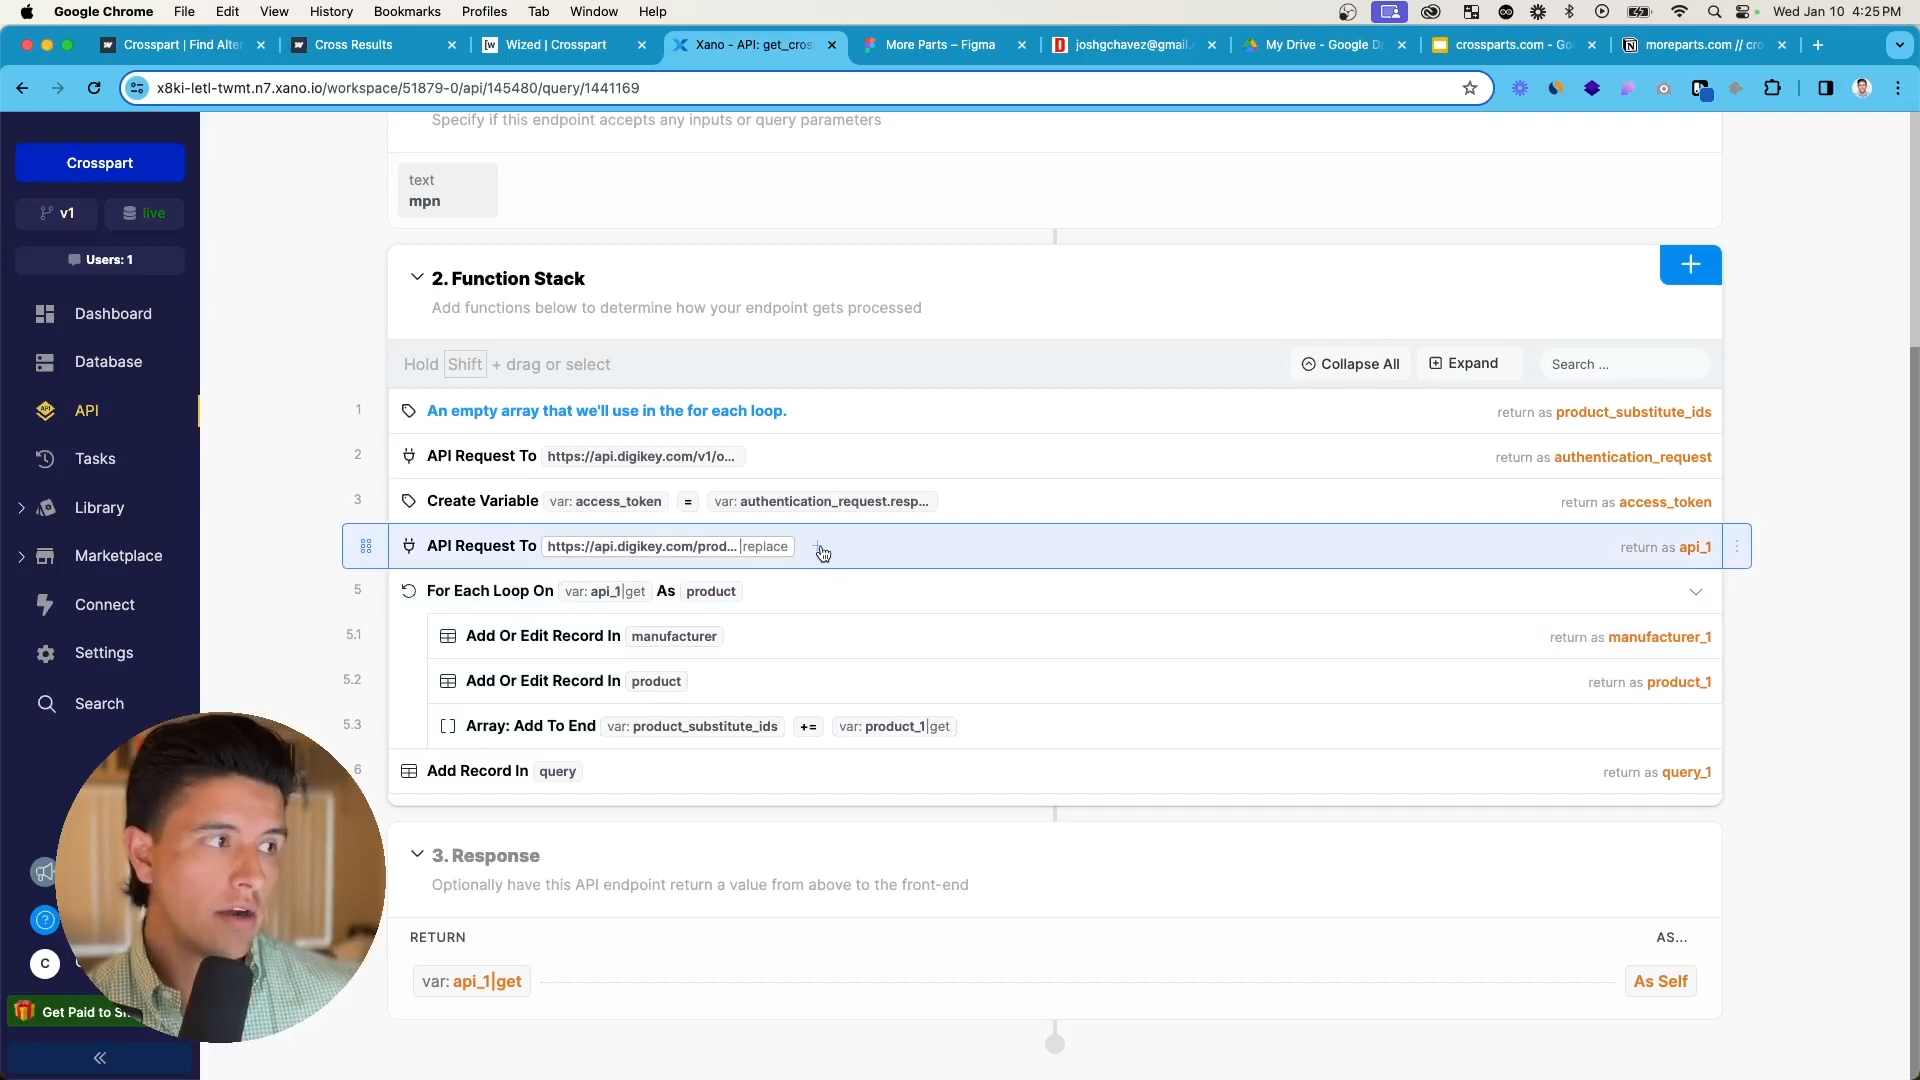 Google Chrome File Edit View History Bookmarks Profiles Tab Window Help Wed Jan 10 4:25 PM
Crosspart | Find Alter Cross Results Wized | Crosspart Xano - API: get_cros More Parts – Figma joshgchavez@gmail. My Drive - Google Dr crossparts.com - Go moreparts.com // cro
x8ki-letl-twmt.n7.xano.io/workspace/51879-0/api/145480/query/1441169
Crosspart
v1 live
Users: 1
Dashboard
Database
API
Tasks
Library
Marketplace
Connect
Settings
Search
C
Get Paid to S
Specify if this endpoint accepts any inputs or query parameters
text
mpn
2. Function Stack
Add functions below to determine how your endpoint gets processed
Hold Shift + drag or select Collapse All Expand Search ...
1 An empty array that we'll use in the for each loop. return as product_substitute_ids
2 API Request To https://api.digikey.com/v1/o... return as authentication_request
3 Create Variable var: access_token = var: authentication_request.resp... return as access_token
API Request To https://api.digikey.com/prod... |replace return as api_1
5 For Each Loop On var: api_1|get As product
5.1 Add Or Edit Record In manufacturer return as manufacturer_1
5.2 Add Or Edit Record In product return as product_1
5.3 Array: Add To End var: product_substitute_ids += var: product_1|get
6 Add Record In query return as query_1
3. Response
Optionally have this API endpoint return a value from above to the front-end
RETURN AS...
var: api_1|get As Self